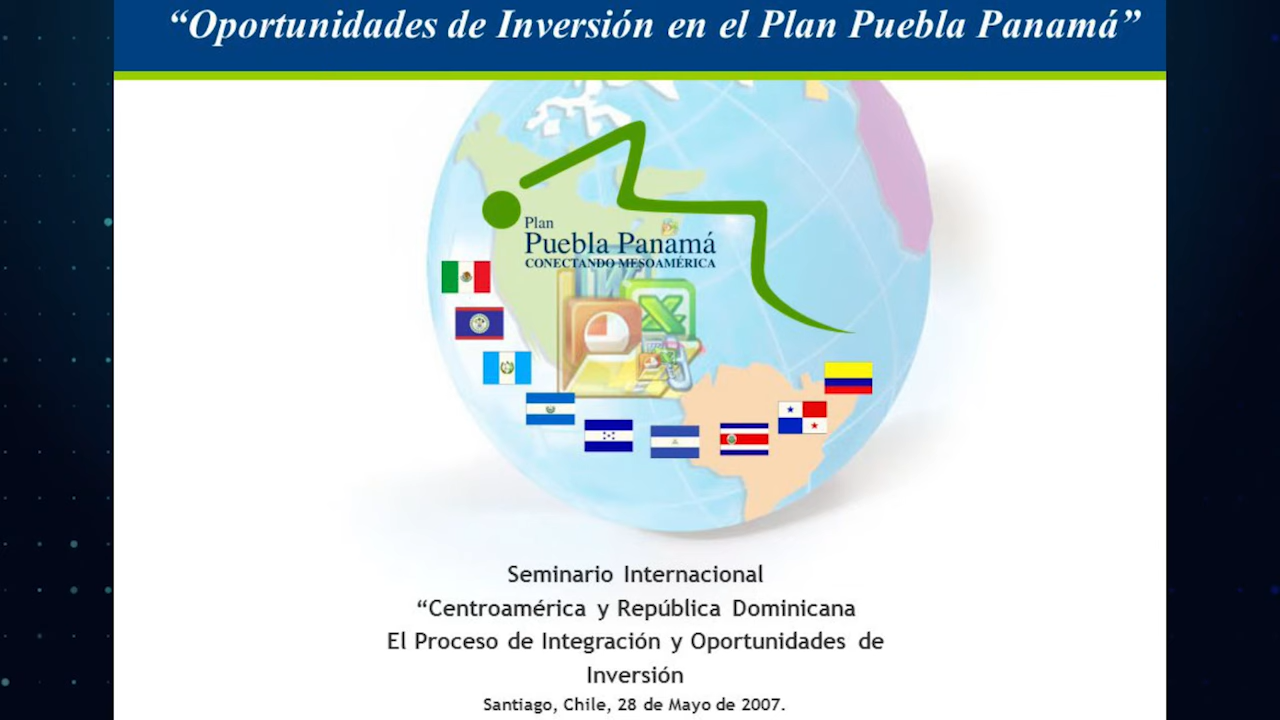 “Oportunidades de Inversión en el Plan Puebla Panamá”
Plan
Puebla Panamá
CONECTANDO MESOAMÉRICA
Seminario Internacional
“Centroamérica y República Dominicana
El Proceso de Integración y Oportunidades de
Inversión
Santiago, Chile, 28 de Mayo de 2007.